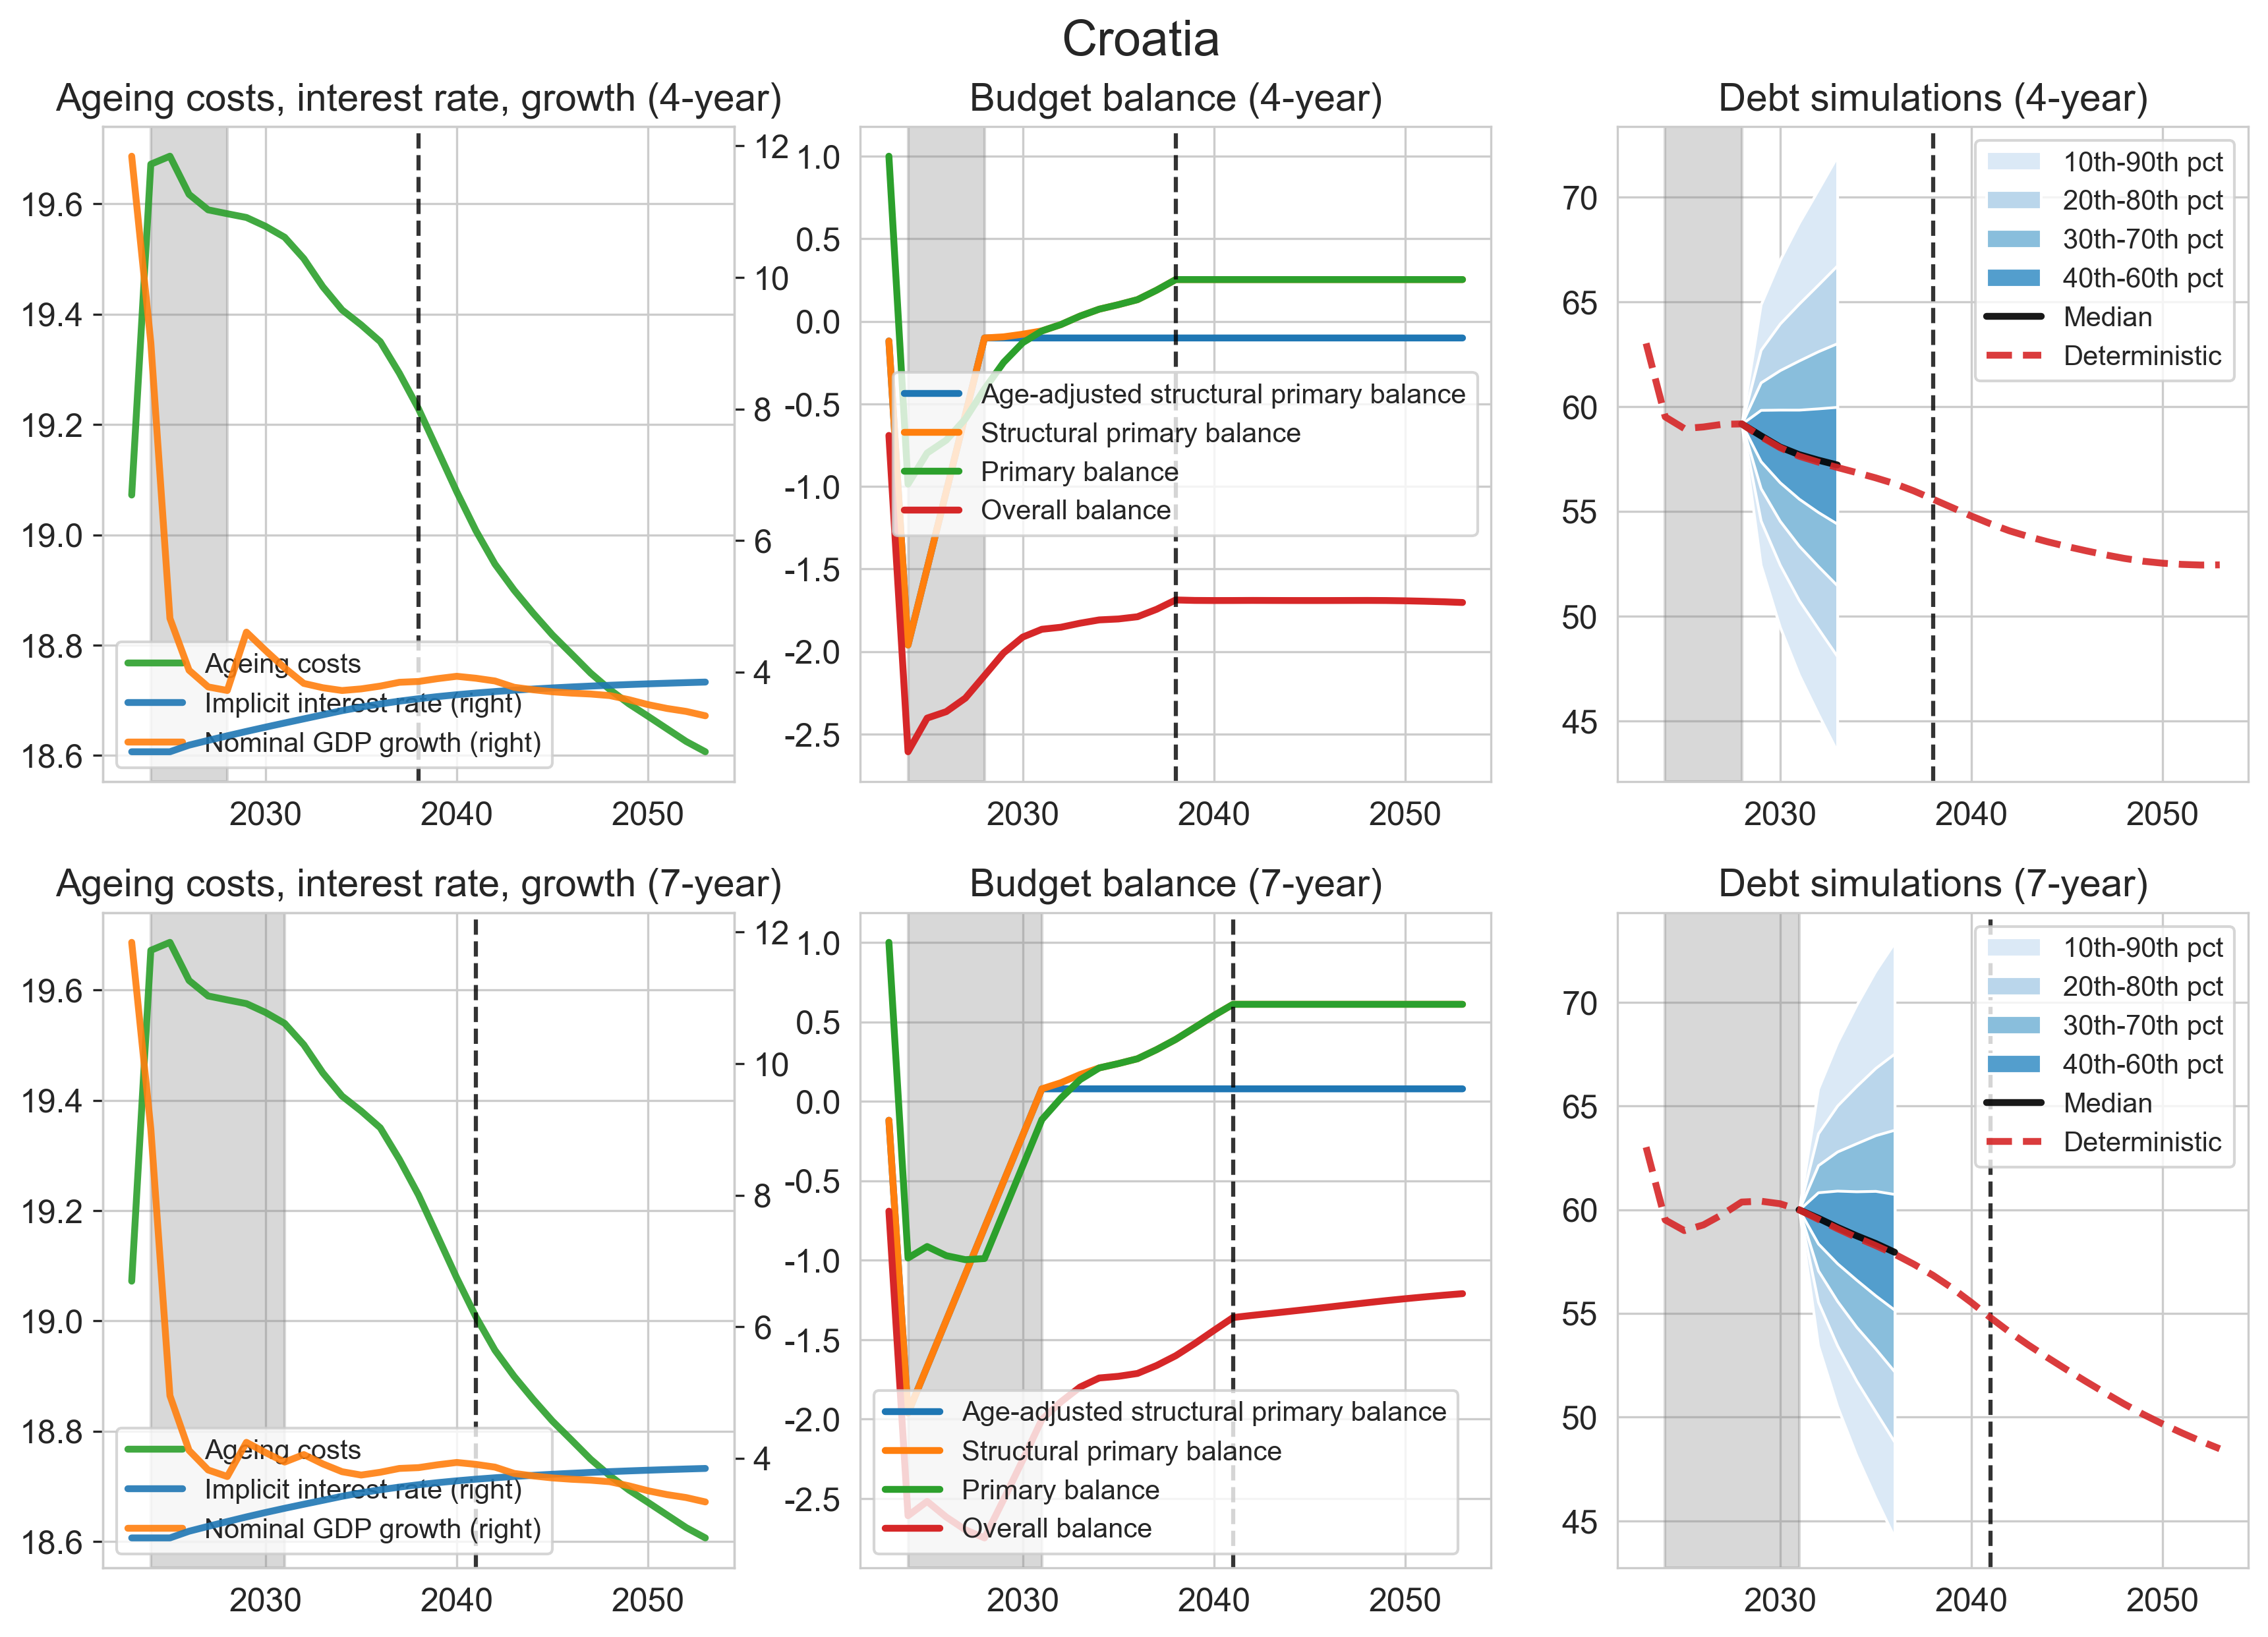 Croatia
Ageing costs, interest rate, growth (4-year)
19.6
19.4
19.2
19.0
18.8
18.6
12
10
8
6
4
2030 2040 2050
Ageing costs
Implicit interest rate (right)
Nominal GDP growth (right)
Budget balance (4-year)
1.0
0.5
0.0
-0.5
-1.0
-1.5
-2.0
-2.5
2030 2040 2050
Age-adjusted structural primary balance
Structural primary balance
Primary balance
Overall balance
Debt simulations (4-year)
70
65
60
55
50
45
2030 2040 2050
10th-90th pct
20th-80th pct
30th-70th pct
40th-60th pct
Median
Deterministic
Ageing costs, interest rate, growth (7-year)
19.6
19.4
19.2
19.0
18.8
18.6
12
10
8
6
4
2030 2040 2050
Ageing costs
Implicit interest rate (right)
Nominal GDP growth (right)
Budget balance (7-year)
1.0
0.5
0.0
-0.5
-1.0
-1.5
-2.0
-2.5
2030 2040 2050
Age-adjusted structural primary balance
Structural primary balance
Primary balance
Overall balance
Debt simulations (7-year)
70
65
60
55
50
45
2030 2040 2050
10th-90th pct
20th-80th pct
30th-70th pct
40th-60th pct
Median
Deterministic